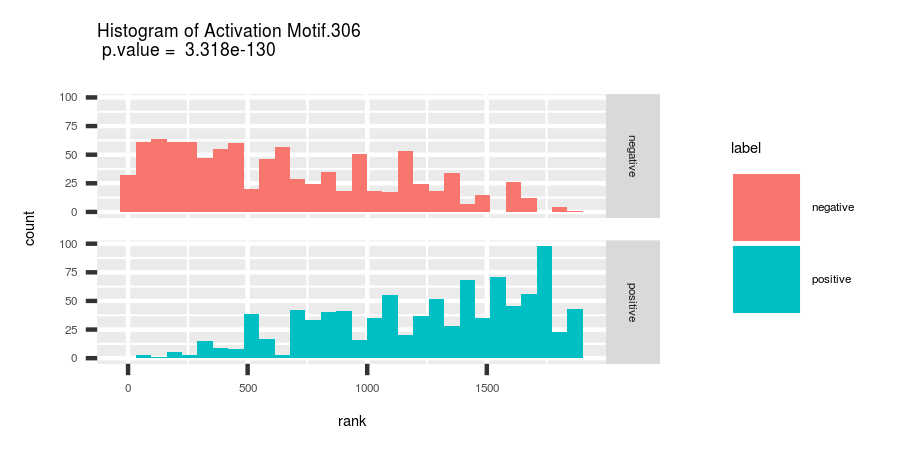 Histogram of Activation Motif.306
p.value = 3.318e-130
count
100
75
50
25
0
negative
100
75
50
25
0
positive
0 500 1000 1500
rank
label
negative
positive